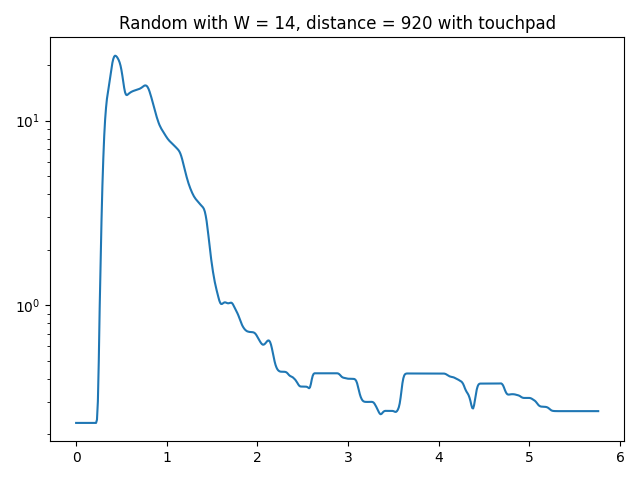 Random with W = 14, distance = 920 with touchpad
10¹
10⁰
0 1 2 3 4 5 6